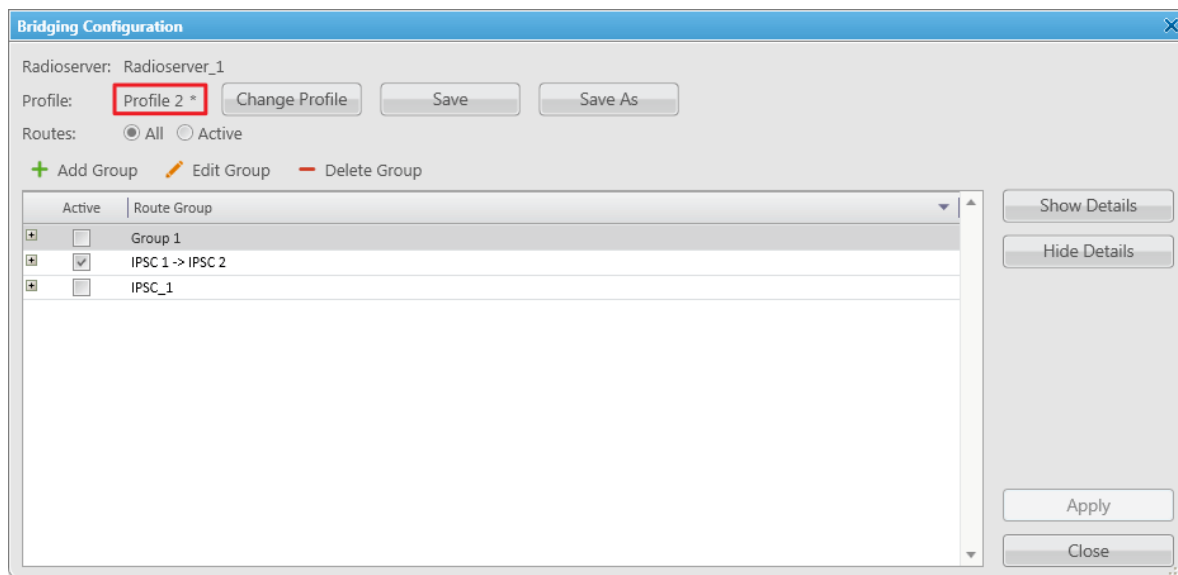 Bridging Configuration
Radioserver: Radioserver_1
Profile: Profile 2 * Change Profile Save Save As
Routes: All Active
Add Group Edit Group Delete Group
Active Route Group
Show Details
Group 1
Hide Details
IPSC 1 -> IPSC 2
IPSC_1
Apply
Close